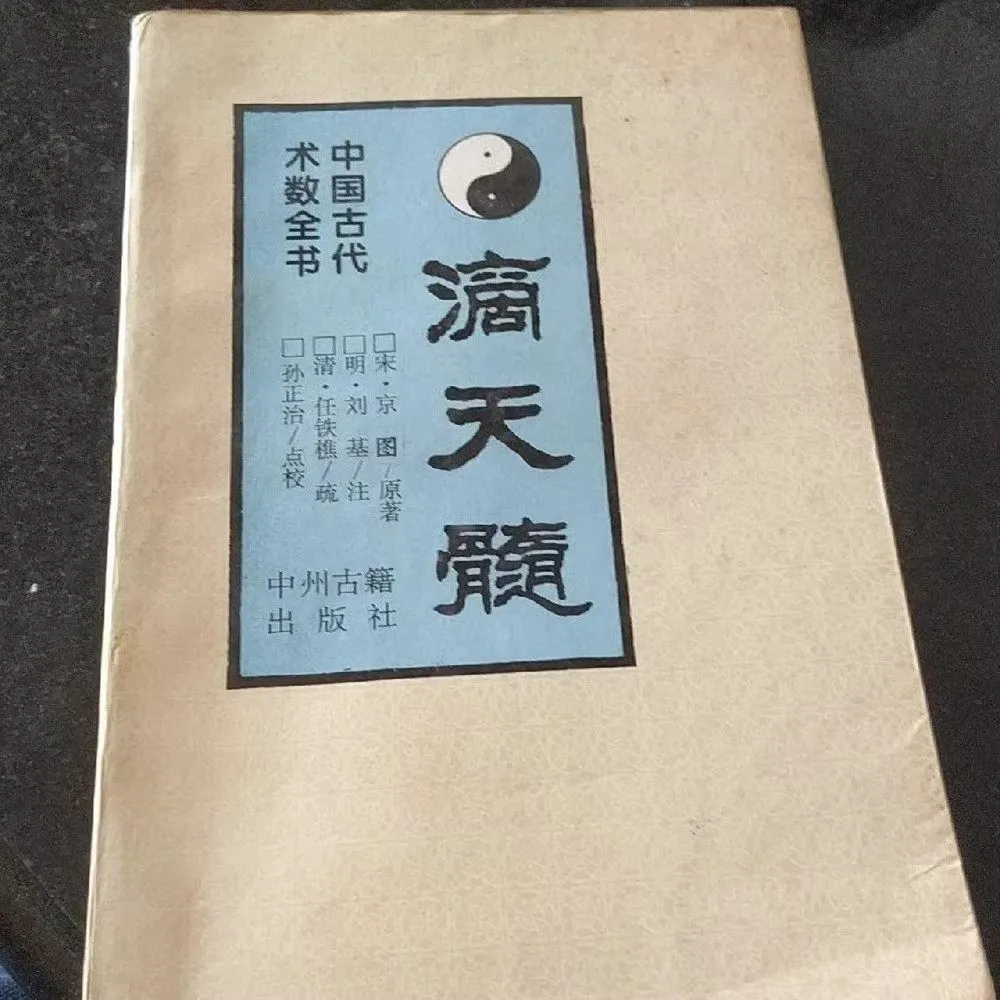 滴天髓
中国古代
术数全书
□宋·京 图/原著
□明·刘 基/注
□清·任铁樵/疏
□孙正治/点校
中州古籍
出版社